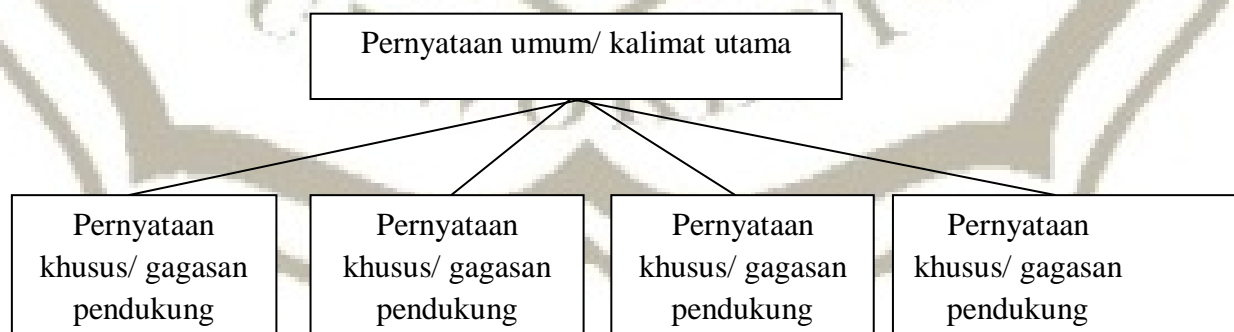 Pernyataan umum/ kalimat utama
Pernyataan
khusus/ gagasan
pendukung
Pernyataan
khusus/ gagasan
pendukung
Pernyataan
khusus/ gagasan
pendukung
Pernyataan
khusus/ gagasan
pendukung